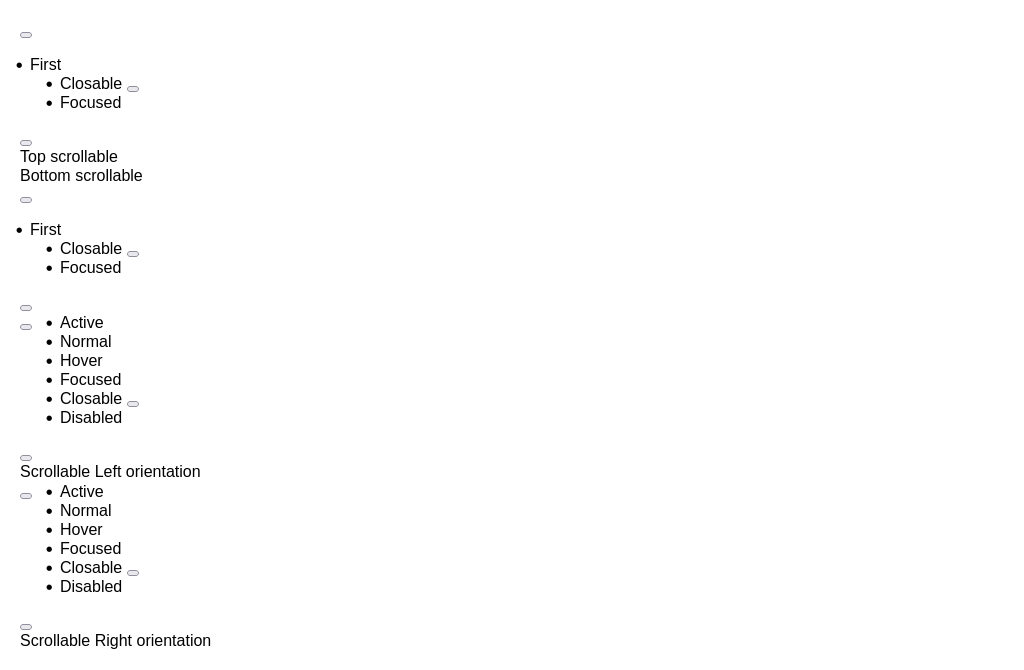 First
Closable
Focused
Top scrollable
Bottom scrollable
First
Closable
Focused
Active
Normal
Hover
Focused
Closable
Disabled
Scrollable Left orientation
Active
Normal
Hover
Focused
Closable
Disabled
Scrollable Right orientation